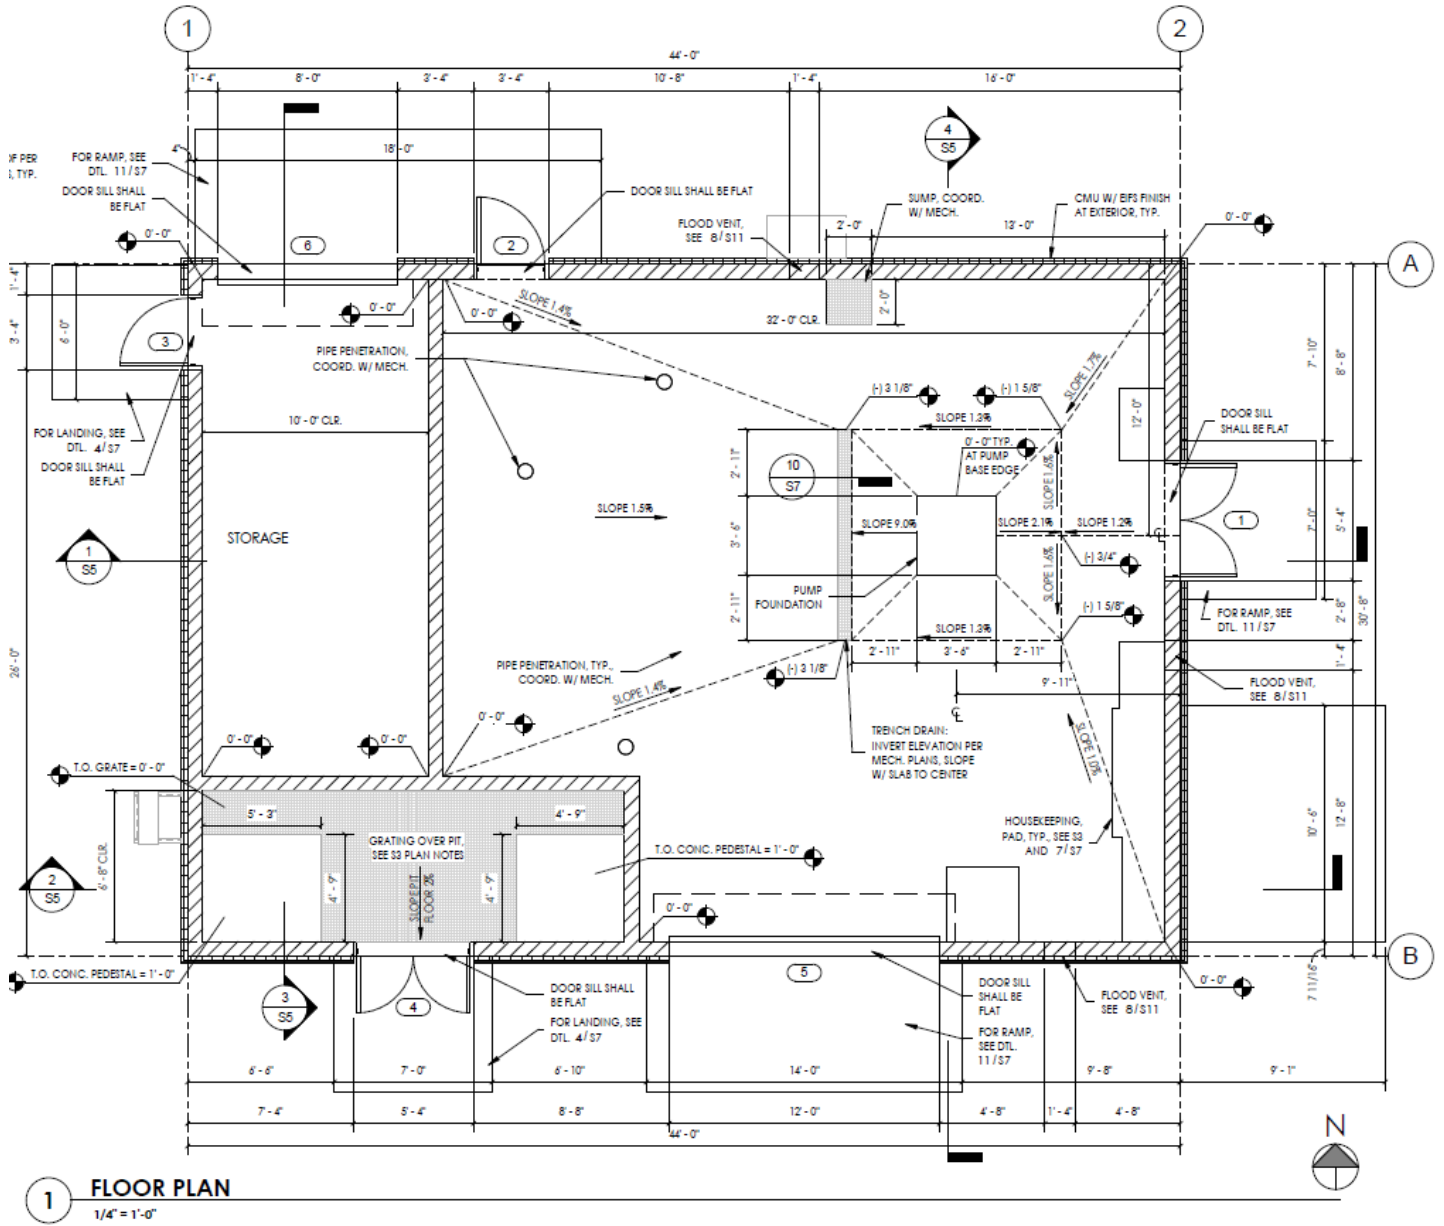 1
2
44' - 0"
1' - 4"
8' - 0"
3' - 4"
3' - 4"
10' - 8"
1' - 4"
16' - 0"
4
S5
4"
18' - 0"
OF PER
S, TYP.
FOR RAMP, SEE
DTL. 11/S7
DOOR SILL SHALL
BE FLAT
DOOR SILL SHALL BE FLAT
SUMP, COORD.
W/ MECH.
CMU W/ EIFS FINISH
AT EXTERIOR, TYP.
FLOOD VENT,
SEE 8/S11
2' - 0"
13' - 0"
0' - 0"
0' - 0"
6
2
A
1' - 4"
3' - 4"
6' - 0"
3
0' - 0"
0' - 0"
SLOPE 1.4%
32' - 0" CLR.
2' - 0"
SLOPE 1.7%
7' - 10"
8' - 8"
PIPE PENETRATION,
COORD. W/ MECH.
(-) 3 1/8"
(-) 1 5/8"
12' - 0"
10' - 0" CLR.
SLOPE 1.3%
DOOR SILL
SHALL BE FLAT
FOR LANDING, SEE
DTL. 4/S7
DOOR SILL SHALL
BE FLAT
0' - 0" TYP.
AT PUMP
BASE EDGE
2' - 11"
10
S7
SLOPE 1.6%
SLOPE 1.5%
SLOPE 9.0%
SLOPE 2.1%
SLOPE 1.2%
1
7' - 0"
5' - 4"
STORAGE
3' - 6"
1
S5
(-) 3/4"
SLOPE 1.6%
PUMP
FOUNDATION
2' - 11"
SLOPE 1.3%
(-) 1 5/8"
FOR RAMP, SEE
DTL. 11/S7
2' - 8"
30' - 8"
1' - 4"
26' - 0"
2' - 11"
3' - 6"
2' - 11"
(-) 3 1/8"
PIPE PENETRATION, TYP.,
COORD. W/ MECH.
SLOPE 1.4%
9' - 11"
FLOOD VENT,
SEE 8/S11
0' - 0"
0' - 0"
0' - 0"
TRENCH DRAIN:
INVERT ELEVATION PER
MECH. PLANS, SLOPE
W/ SLAB TO CENTER
SLOPE 1.0%
T.O. GRATE = 0' - 0"
5' - 3"
4' - 9"
HOUSEKEEPING,
PAD, TYP., SEE S3
AND 7/S7
10' - 6"
12' - 8"
GRATING OVER PIT,
SEE S3 PLAN NOTES
T.O. CONC. PEDESTAL = 1' - 0"
6' - 8" CLR.
2
S5
4' - 9"
SLOPE PIT
FLOOR 2%
4' - 9"
0' - 0"
B
T.O. CONC. PEDESTAL = 1' - 0"
3
S5
4
DOOR SILL SHALL
BE FLAT
FOR LANDING, SEE
DTL. 4/S7
5
DOOR SILL
SHALL BE
FLAT
FOR RAMP,
SEE DTL.
11/S7
FLOOD VENT,
SEE 8/S11
0' - 0"
7 11/16"
6' - 6"
7' - 0"
6' - 10"
14' - 0"
9' - 8"
9' - 1"
7' - 4"
5' - 4"
8' - 8"
12' - 0"
4' - 8"
1' - 4"
4' - 8"
44' - 0"
N
1
FLOOR PLAN
1/4" = 1'-0"